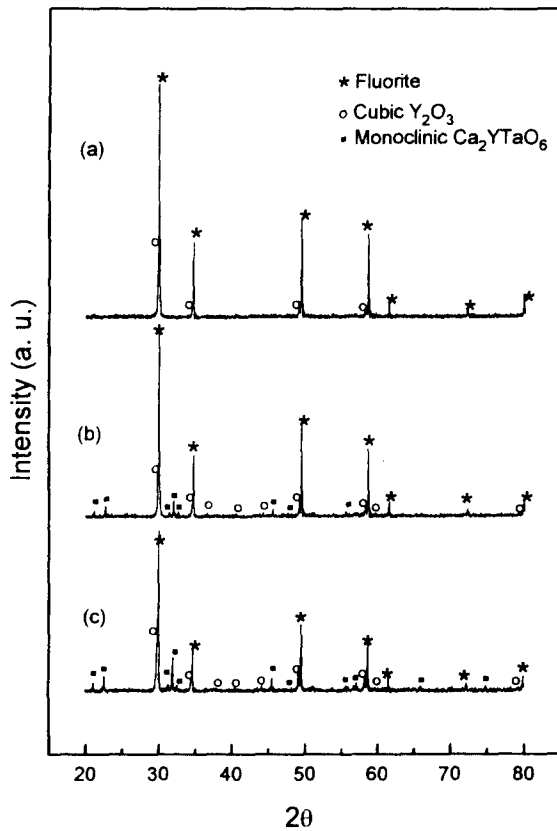 * Fluorite
○ Cubic Y₂O₃
▪ Monoclinic Ca₂YTaO₆
(a)
(b)
(c)
Intensity (a. u.)
20 30 40 50 60 70 80
2θ